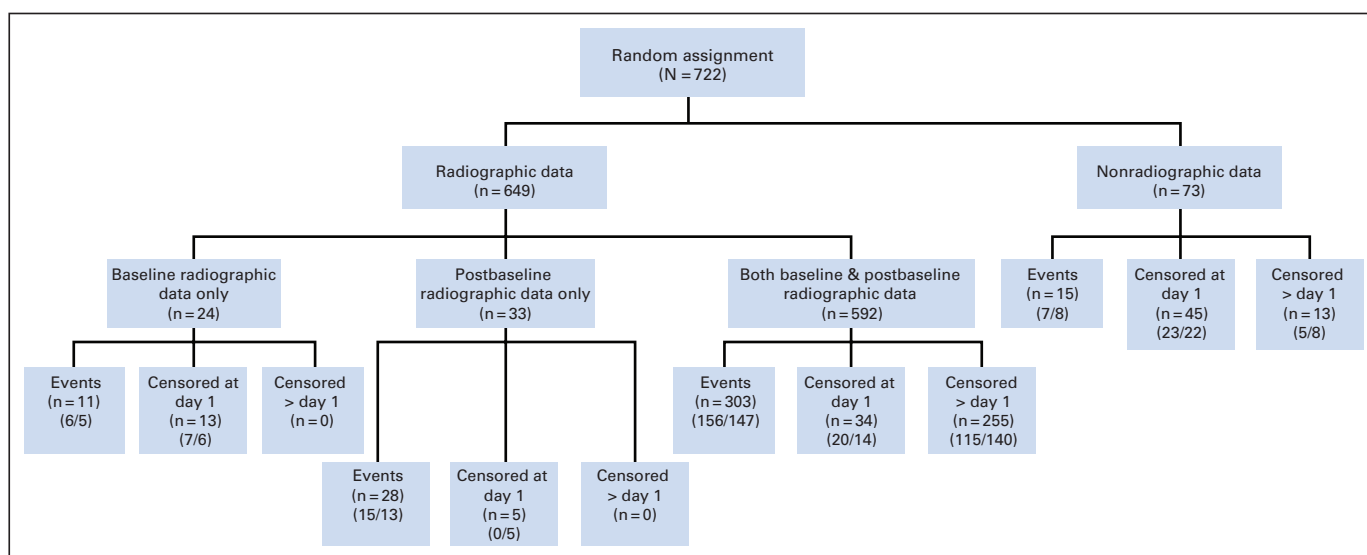 Random assignment
(N = 722)
Radiographic data
(n = 649)
Nonradiographic data
(n = 73)
Baseline radiographic
data only
(n = 24)
Postbaseline
radiographic data only
(n = 33)
Both baseline & postbaseline
radiographic data
(n = 592)
Events
(n = 15)
(7/8)
Censored at
day 1
(n = 45)
(23/22)
Censored
> day 1
(n = 13)
(5/8)
Events
(n = 11)
(6/5)
Censored at
day 1
(n = 13)
(7/6)
Censored
> day 1
(n = 0)
Events
(n = 28)
(15/13)
Censored at
day 1
(n = 5)
(0/5)
Censored
> day 1
(n = 0)
Events
(n = 303)
(156/147)
Censored at
day 1
(n = 34)
(20/14)
Censored
> day 1
(n = 255)
(115/140)